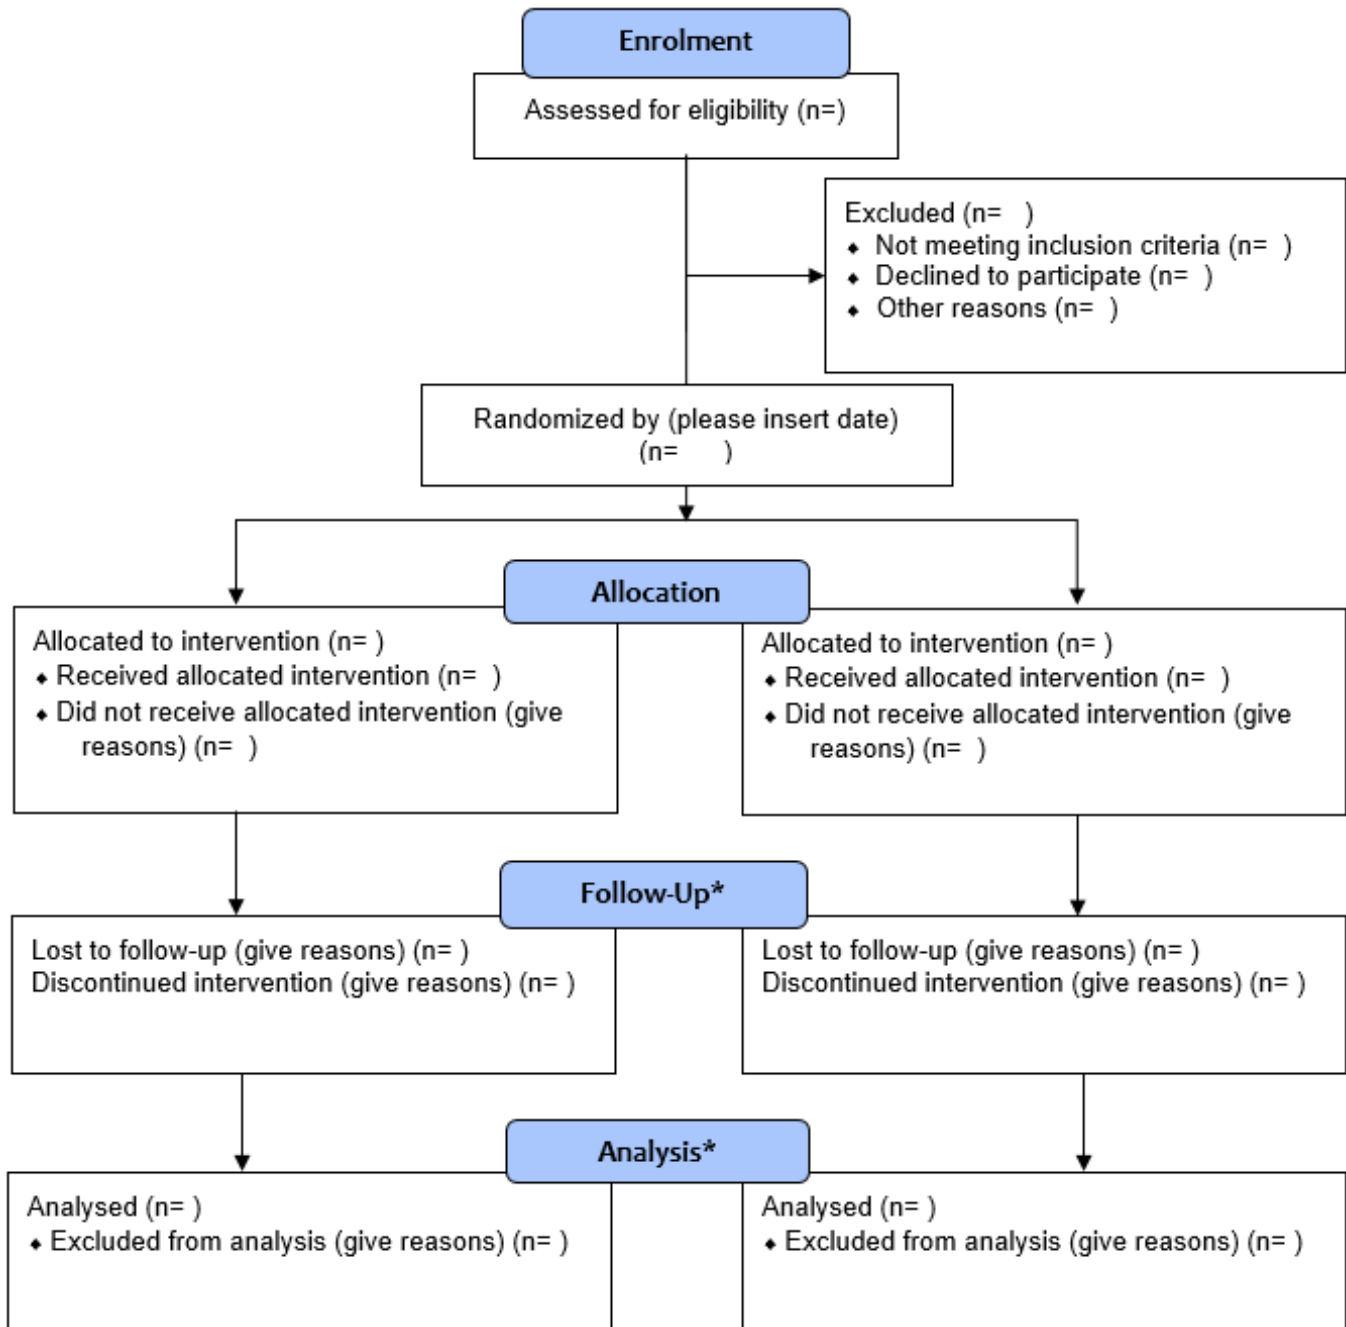 Enrolment
Assessed for eligibility (n=)
Excluded (n=   )
⬥ Not meeting inclusion criteria (n=  )
⬥ Declined to participate (n=  )
⬥ Other reasons (n=  )
Randomized by (please insert date)
(n=      )
Allocation
Allocated to intervention (n= )
⬥ Received allocated intervention (n=  )
⬥ Did not receive allocated intervention (give
reasons) (n=  )
Allocated to intervention (n= )
⬥ Received allocated intervention (n=  )
⬥ Did not receive allocated intervention (give
reasons) (n=  )
Follow-Up*
Lost to follow-up (give reasons) (n= )
Discontinued intervention (give reasons) (n= )
Lost to follow-up (give reasons) (n= )
Discontinued intervention (give reasons) (n= )
Analysis*
Analysed (n= )
⬥ Excluded from analysis (give reasons) (n= )
Analysed (n= )
⬥ Excluded from analysis (give reasons) (n= )